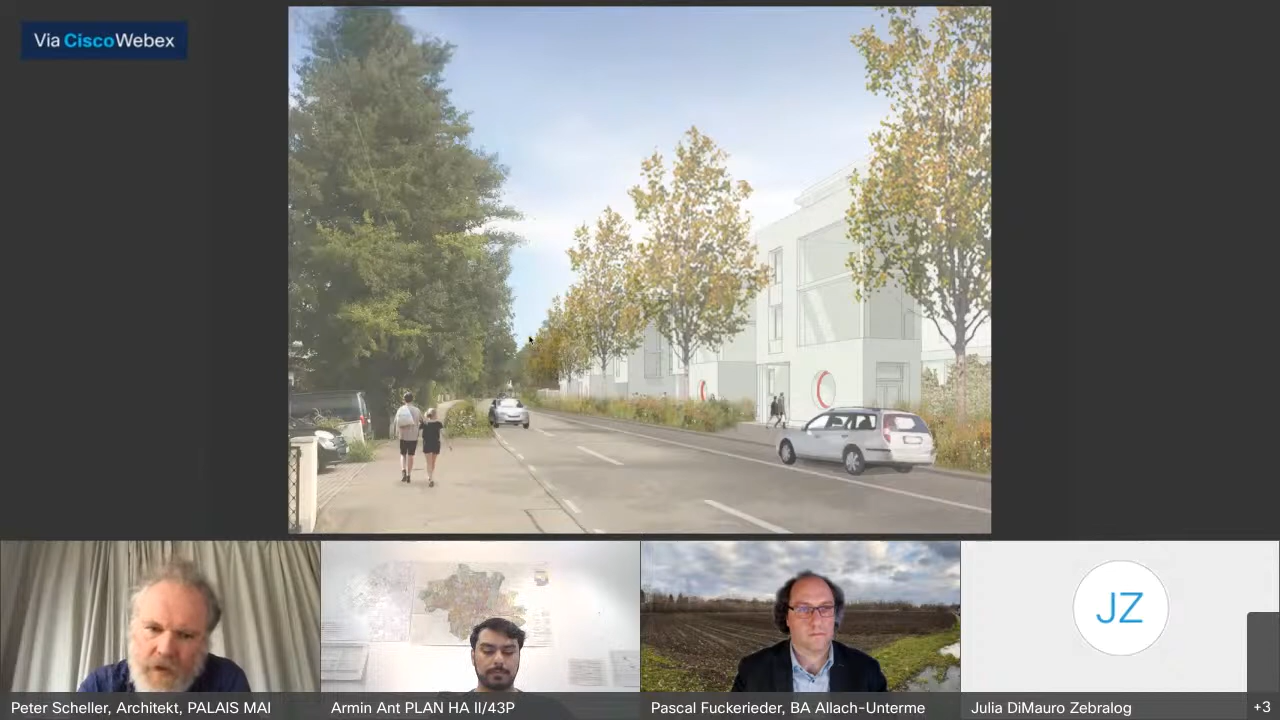 Via CiscoWebex
JZ
Peter Scheller, Architekt, PALAIS MAI
Armin Ant PLAN HA II/43P
Pascal Fuckerieder, BA Allach-Unterme
Julia DiMauro Zebralog
+3